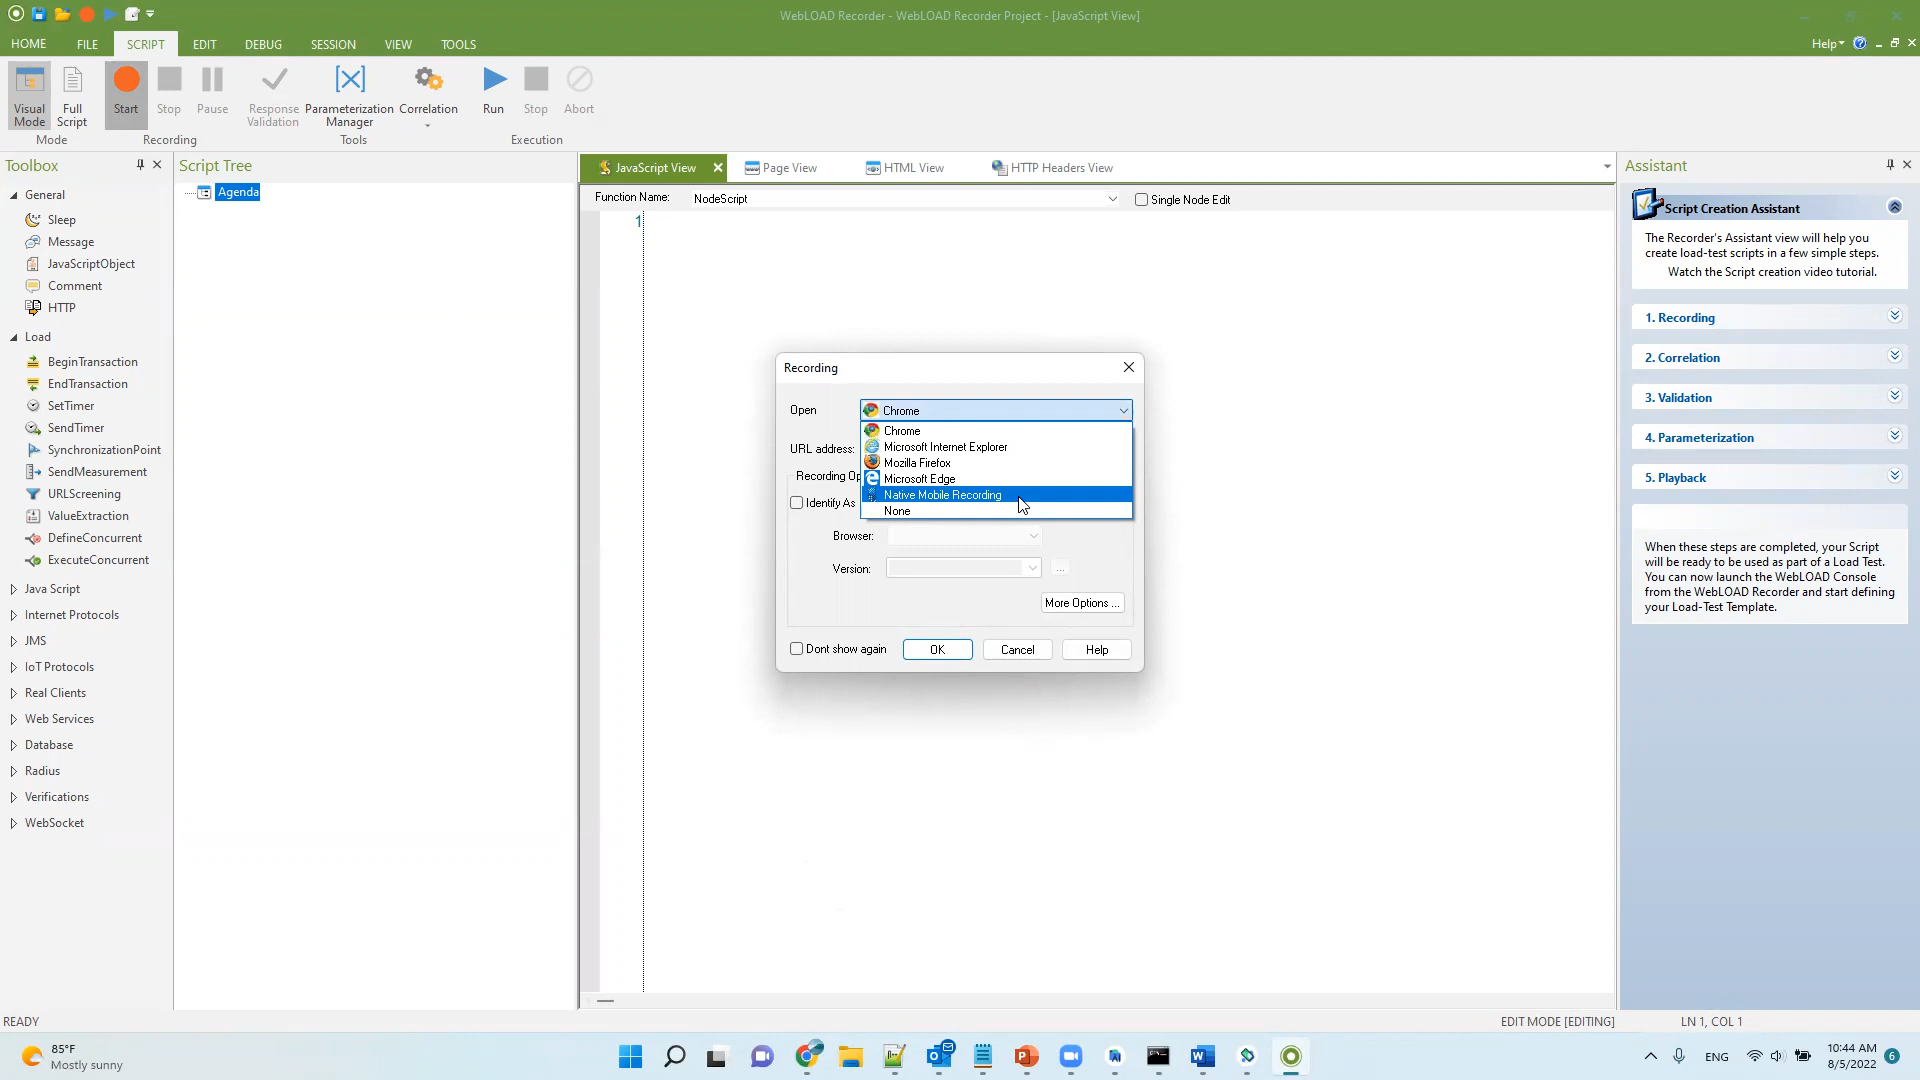 WebLOAD Recorder - WebLOAD Recorder Project - [JavaScript View]
HOME
FILE
SCRIPT
EDIT
DEBUG
SESSION
VIEW
TOOLS
Help
Visual Mode
Full Script
Start
Stop
Pause
Response Validation
Parameterization Manager
Correlation
Run
Stop
Abort
Mode
Recording
Tools
Execution
Toolbox
General
Sleep
Message
JavaScriptObject
Comment
HTTP
Load
BeginTransaction
EndTransaction
SetTimer
SendTimer
SynchronizationPoint
SendMeasurement
URLScreening
ValueExtraction
DefineConcurrent
ExecuteConcurrent
Java Script
Internet Protocols
JMS
IoT Protocols
Real Clients
Web Services
Database
Radius
Verifications
WebSocket
Script Tree
Agenda
JavaScript View
Page View
HTML View
HTTP Headers View
Function Name:
NodeScript
Single Node Edit
1
Recording
Open
Chrome
Chrome
Microsoft Internet Explorer
Mozilla Firefox
Microsoft Edge
Native Mobile Recording
None
URL address:
Recording Op
Identify As
Browser:
Version:
...
More Options ...
Dont show again
OK
Cancel
Help
Assistant
Script Creation Assistant
The Recorder's Assistant view will help you
create load-test scripts in a few simple steps.
Watch the Script creation video tutorial.
1. Recording
2. Correlation
3. Validation
4. Parameterization
5. Playback
When these steps are completed, your Script
will be ready to be used as part of a Load Test.
You can now launch the WebLOAD Console
from the WebLOAD Recorder and start defining
your Load-Test Template.
READY
EDIT MODE [EDITING]
LN 1, COL 1
85°F
Mostly sunny
ENG
10:44 AM
8/5/2022
6